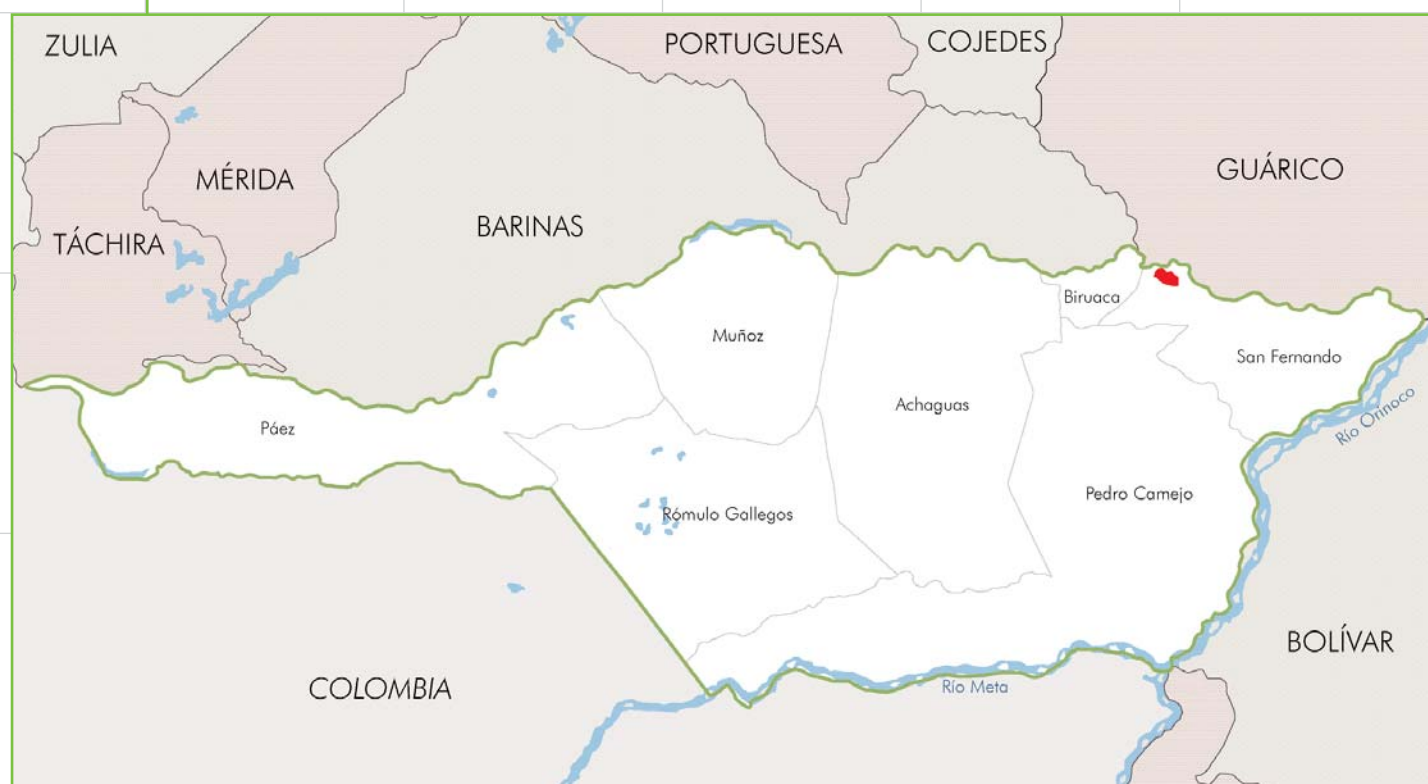 ZULIA
PORTUGUESA
COJEDES
MÉRIDA
GUÁRICO
TÁCHIRA
BARINAS
Biruaca
Muñoz
San Fernando
Achaguas
Río Orinoco
Páez
Pedro Camejo
Rómulo Gallegos
BOLÍVAR
COLOMBIA
Río Meta